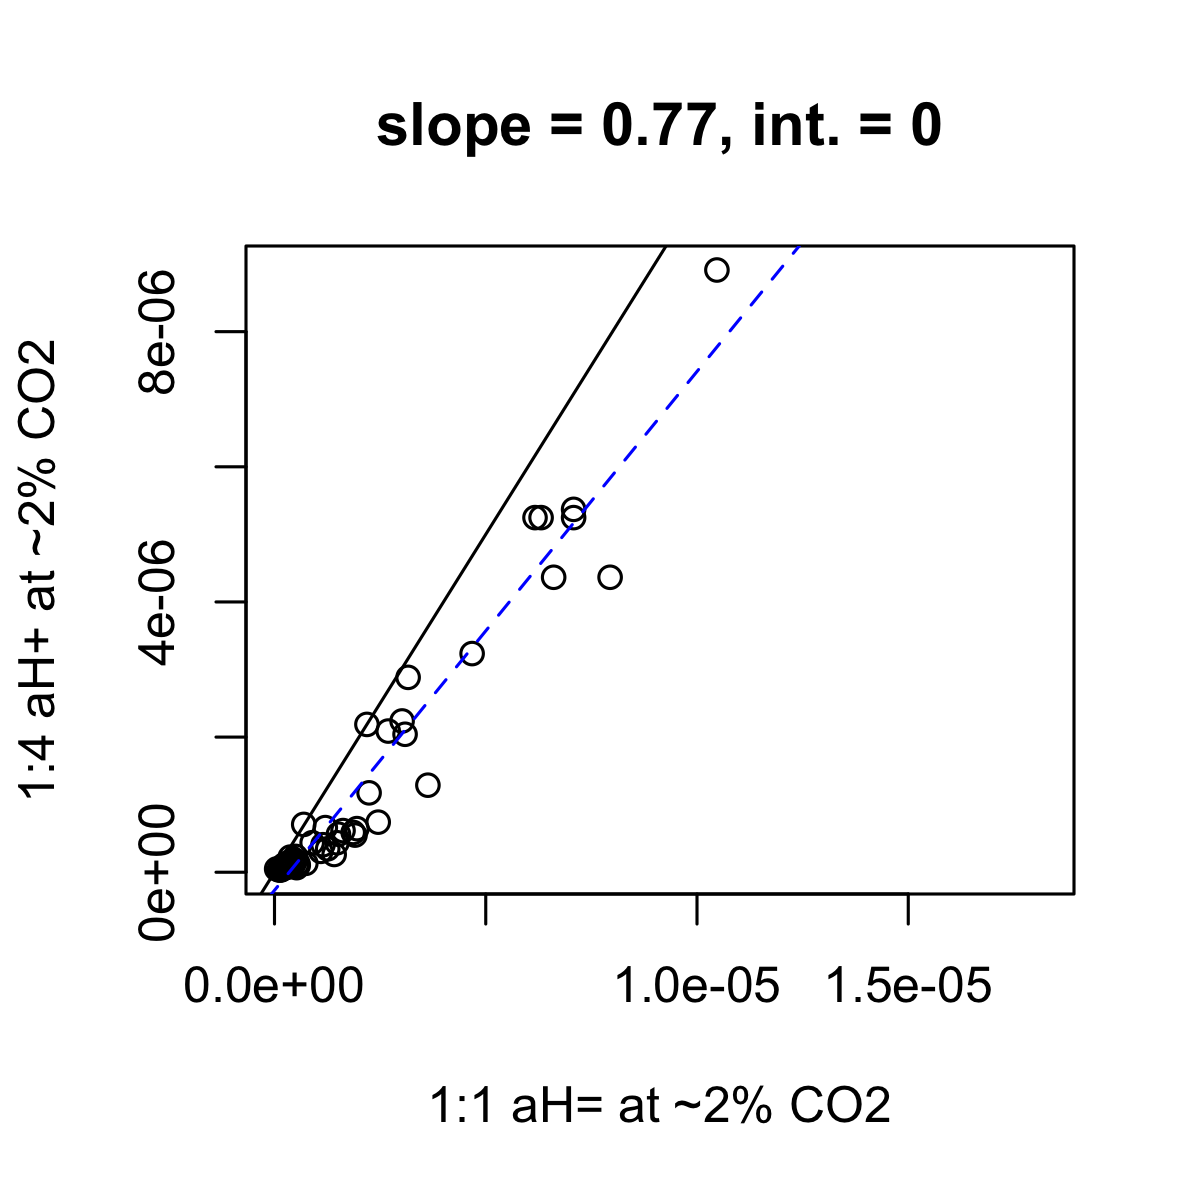 slope = 0.77, int. = 0
8e-06
4e-06
0e+00
1:4 aH+ at ~2% CO2
0.0e+00
1.0e-05
1.5e-05
1:1 aH= at ~2% CO2